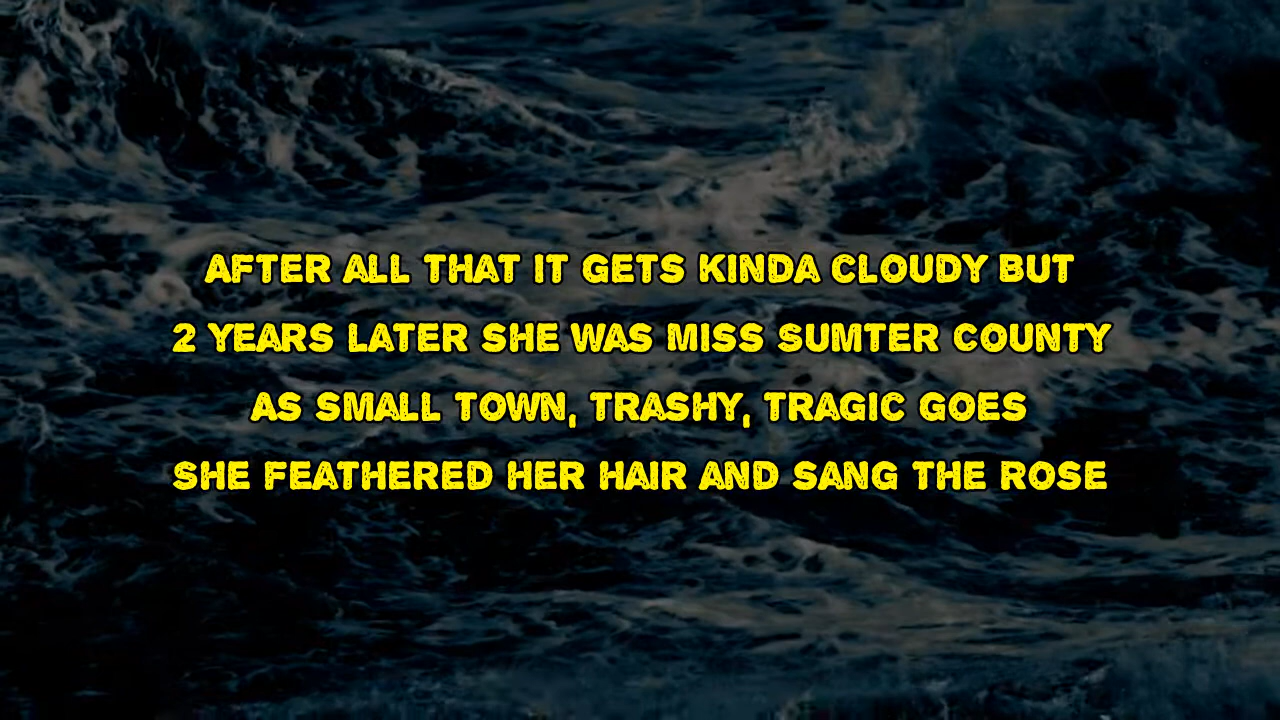 AFTER ALL THAT IT GETS KINDA CLOUDY BUT
2 YEARS LATER SHE WAS MISS SUMTER COUNTY
AS SMALL TOWN, TRASHY, TRAGIC GOES
SHE FEATHERED HER HAIR AND SANG THE ROSE